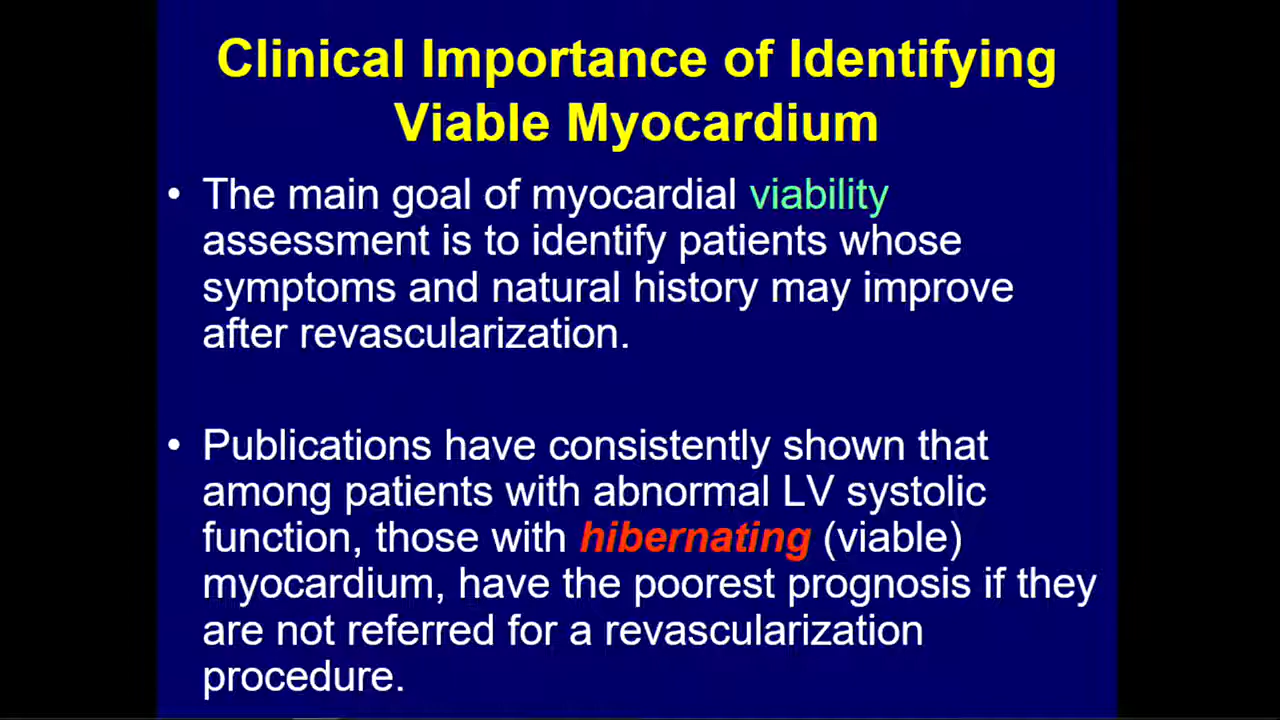 Clinical Importance of Identifying
Viable Myocardium
• The main goal of myocardial viability
assessment is to identify patients whose
symptoms and natural history may improve
after revascularization.
• Publications have consistently shown that
among patients with abnormal LV systolic
function, those with hibernating (viable)
myocardium, have the poorest prognosis if they
are not referred for a revascularization
procedure.